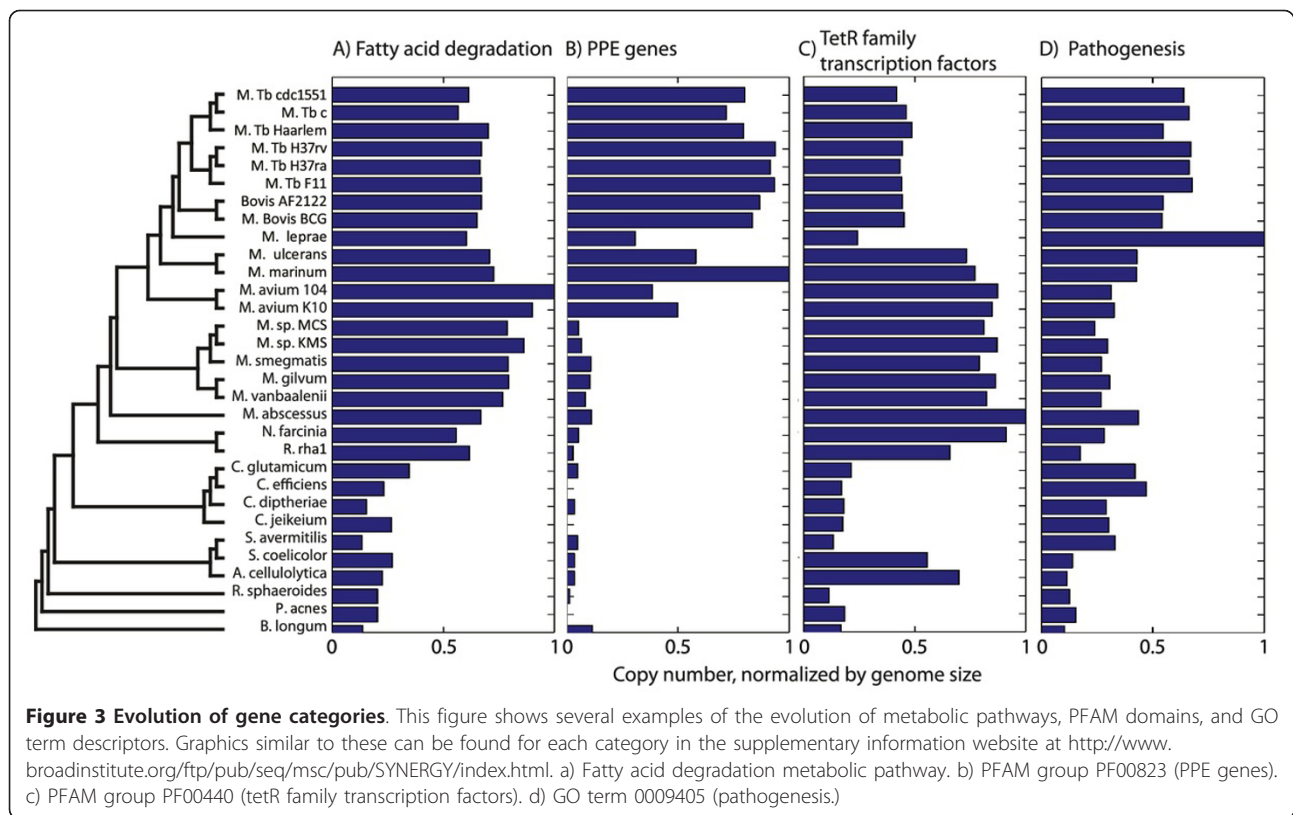 A) Fatty acid degradation
B) PPE genes
C) TetR family
transcription factors
D) Pathogenesis
M. Tb cdc1551
M. Tb c
M. Tb Haarlem
M. Tb H37rv
M. Tb H37ra
M. Tb F11
Bovis AF2122
M. Bovis BCG
M. leprae
M. ulcerans
M. marinum
M. avium 104
M. avium K10
M. sp. MCS
M. sp. KMS
M. smegmatis
M. gilvum
M. vanbaalenii
M. abscessus
N. farcinia
R. rha1
C. glutamicum
C. efficiens
C. diptheriae
C. jeikeium
S. avermitilis
S. coelicolor
A. cellulolytica
R. sphaeroides
P. acnes
B. longum
0 0.5 1 0 0.5 1 0 0.5 1 0 0.5 1
Copy number, normalized by genome size
Figure 3 Evolution of gene categories. This figure shows several examples of the evolution of metabolic pathways, PFAM domains, and GO
term descriptors. Graphics similar to these can be found for each category in the supplementary information website at http://www.
broadinstitute.org/ftp/pub/seq/msc/pub/SYNERGY/index.html. a) Fatty acid degradation metabolic pathway. b) PFAM group PF00823 (PPE genes).
c) PFAM group PF00440 (tetR family transcription factors). d) GO term 0009405 (pathogenesis.)